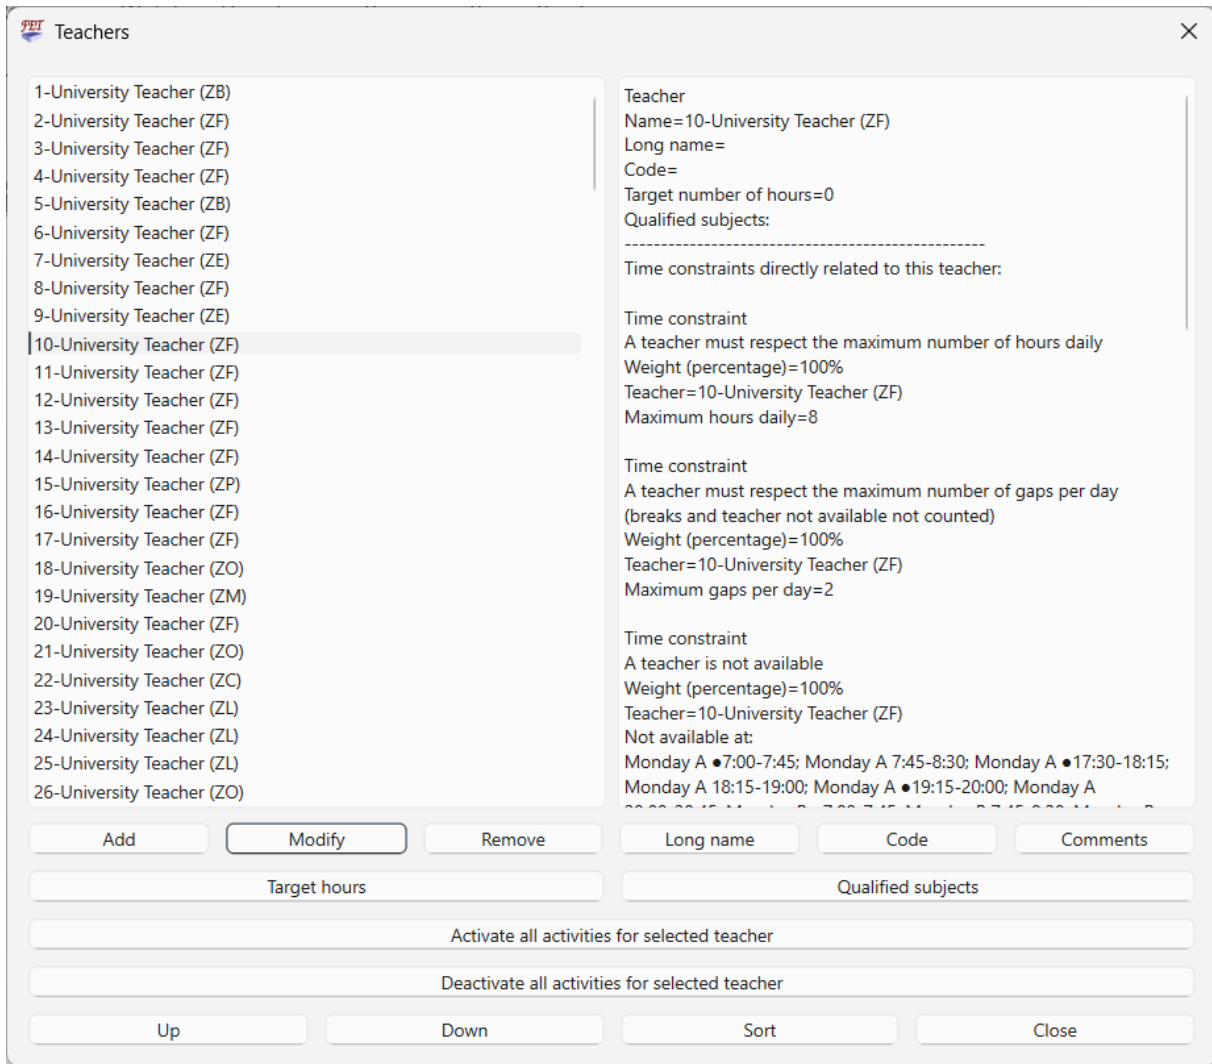 FET
Teachers
1-University Teacher (ZB)
2-University Teacher (ZF)
3-University Teacher (ZF)
4-University Teacher (ZF)
5-University Teacher (ZB)
6-University Teacher (ZF)
7-University Teacher (ZE)
8-University Teacher (ZF)
9-University Teacher (ZE)
10-University Teacher (ZF)
11-University Teacher (ZF)
12-University Teacher (ZF)
13-University Teacher (ZF)
14-University Teacher (ZF)
15-University Teacher (ZP)
16-University Teacher (ZF)
17-University Teacher (ZF)
18-University Teacher (ZO)
19-University Teacher (ZM)
20-University Teacher (ZF)
21-University Teacher (ZO)
22-University Teacher (ZC)
23-University Teacher (ZL)
24-University Teacher (ZL)
25-University Teacher (ZL)
26-University Teacher (ZO)
Teacher
Name=10-University Teacher (ZF)
Long name=
Code=
Target number of hours=0
Qualified subjects:
--------------------------------------------------
Time constraints directly related to this teacher:
Time constraint
A teacher must respect the maximum number of hours daily
Weight (percentage)=100%
Teacher=10-University Teacher (ZF)
Maximum hours daily=8
Time constraint
A teacher must respect the maximum number of gaps per day
(breaks and teacher not available not counted)
Weight (percentage)=100%
Teacher=10-University Teacher (ZF)
Maximum gaps per day=2
Time constraint
A teacher is not available
Weight (percentage)=100%
Teacher=10-University Teacher (ZF)
Not available at:
Monday A ●7:00-7:45; Monday A 7:45-8:30; Monday A ●17:30-18:15;
Monday A 18:15-19:00; Monday A ●19:15-20:00; Monday A
Add
Modify
Remove
Long name
Code
Comments
Target hours
Qualified subjects
Activate all activities for selected teacher
Deactivate all activities for selected teacher
Up
Down
Sort
Close